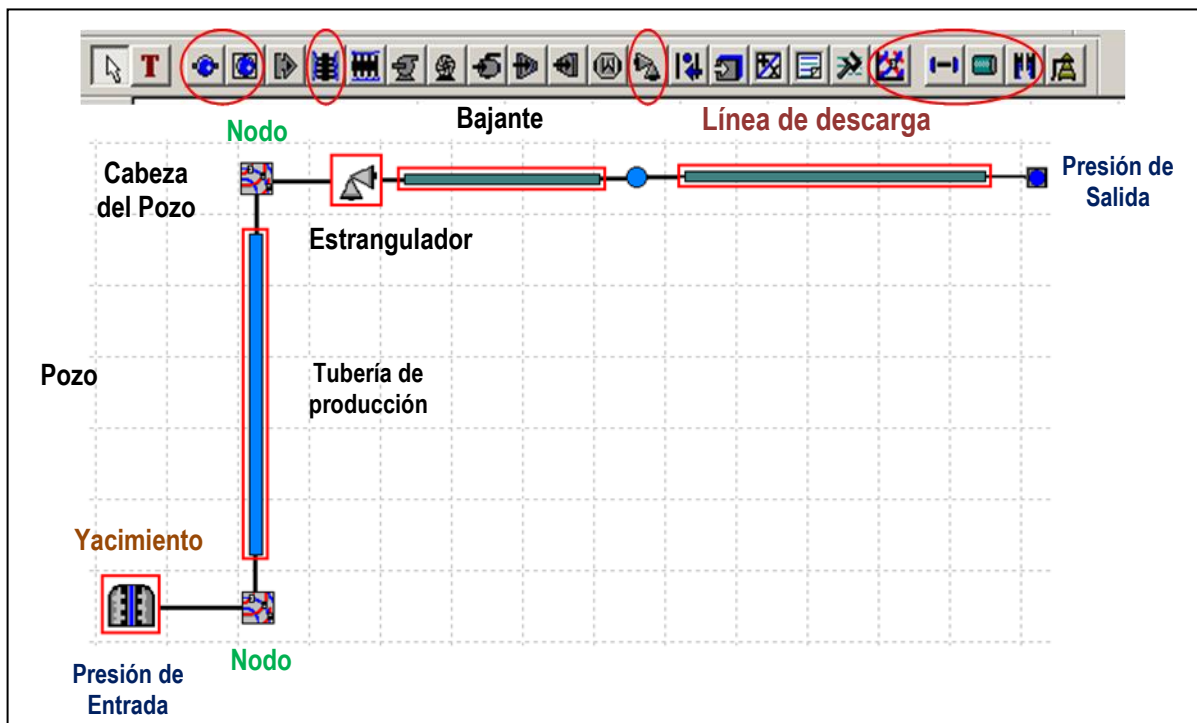 T
Nodo
Bajante
Línea de descarga
Cabeza
del Pozo
Presión de
Salida
Estrangulador
Pozo
Tubería de
producción
Yacimiento
Nodo
Presión de
Entrada